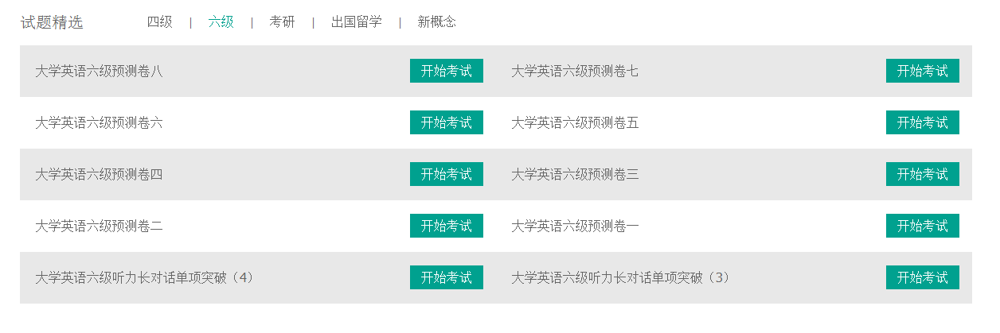 试题精选 四级 | 六级 | 考研 | 出国留学 | 新概念
大学英语六级预测卷八 开始考试 大学英语六级预测卷七 开始考试
大学英语六级预测卷六 开始考试 大学英语六级预测卷五 开始考试
大学英语六级预测卷四 开始考试 大学英语六级预测卷三 开始考试
大学英语六级预测卷二 开始考试 大学英语六级预测卷一 开始考试
大学英语六级听力长对话单项突破（4） 开始考试 大学英语六级听力长对话单项突破（3） 开始考试